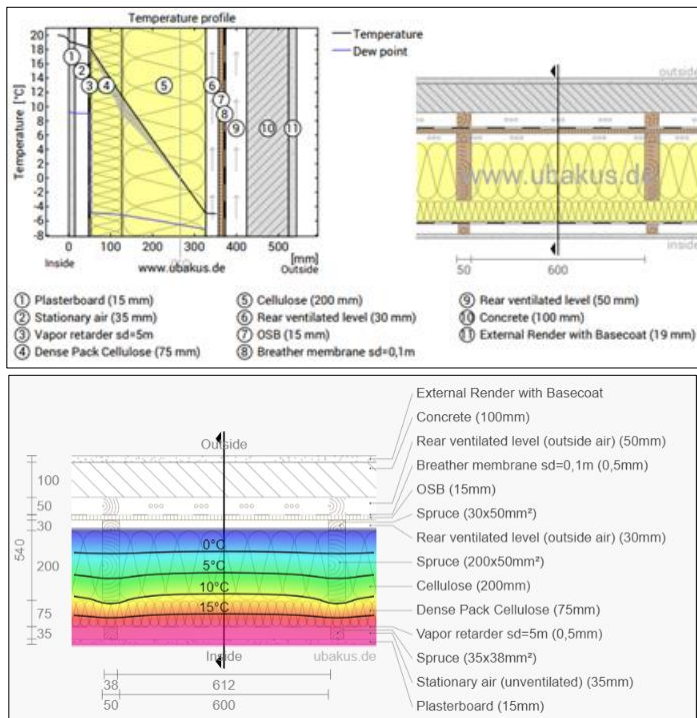 Temperature profile
Temperature
Dew point
Temperature [°C]
20
18
16
14
12
10
8
6
4
2
0
-2
-4
-6
-8
1
2
3
4
5
6
7
8
9
10
11
0
100
200
300
400
500
[mm]
Inside
www.ubakus.de
Outside
outside
www.ubakus.de
inside
50
600
1 Plasterboard (15 mm)
2 Stationary air (35 mm)
3 Vapor retarder sd=5m
4 Dense Pack Cellulose (75 mm)
5 Cellulose (200 mm)
6 Rear ventilated level (30 mm)
7 OSB (15 mm)
8 Breather membrane sd=0,1m
9 Rear ventilated level (50 mm)
10 Concrete (100 mm)
11 External Render with Basecoat (19 mm)
Outside
100
50
30
540
200
75
35
0°C
5°C
10°C
15°C
Inside
ubakus.de
38
612
50
600
External Render with Basecoat
Concrete (100mm)
Rear ventilated level (outside air) (50mm)
Breather membrane sd=0,1m (0,5mm)
OSB (15mm)
Spruce (30x50mm²)
Rear ventilated level (outside air) (30mm)
Spruce (200x50mm²)
Cellulose (200mm)
Dense Pack Cellulose (75mm)
Vapor retarder sd=5m (0,5mm)
Spruce (35x38mm²)
Stationary air (unventilated) (35mm)
Plasterboard (15mm)